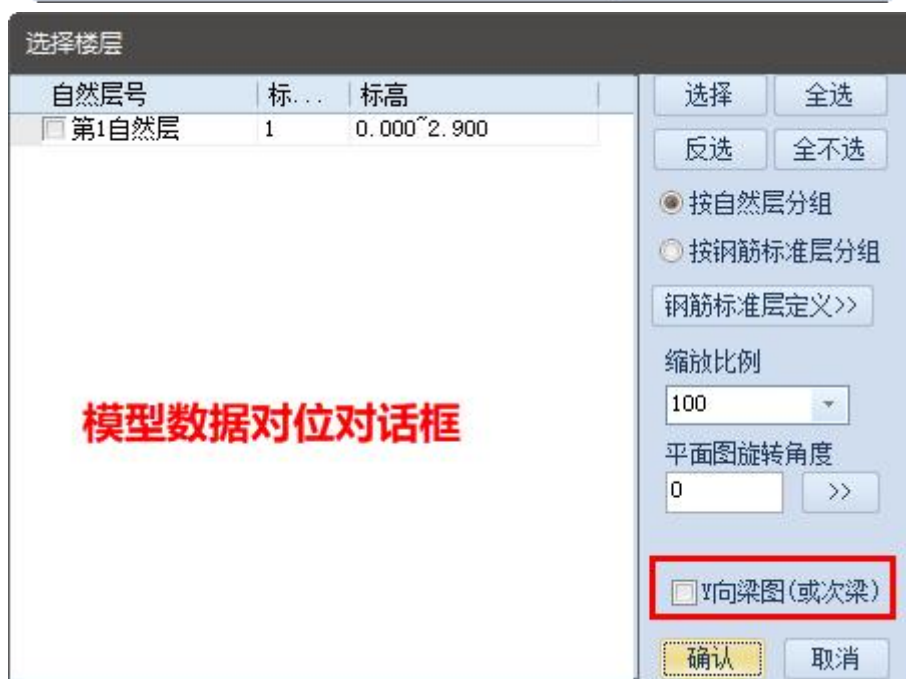 选择楼层
自然层号 标... 标高
第1自然层 1 0.000~2.900
选择 全选
反选 全不选
按自然层分组
按钢筋标准层分组
钢筋标准层定义>>
缩放比例
100
模型数据对位对话框
平面图旋转角度
0 >>
Y向梁图(或次梁)
确认 取消